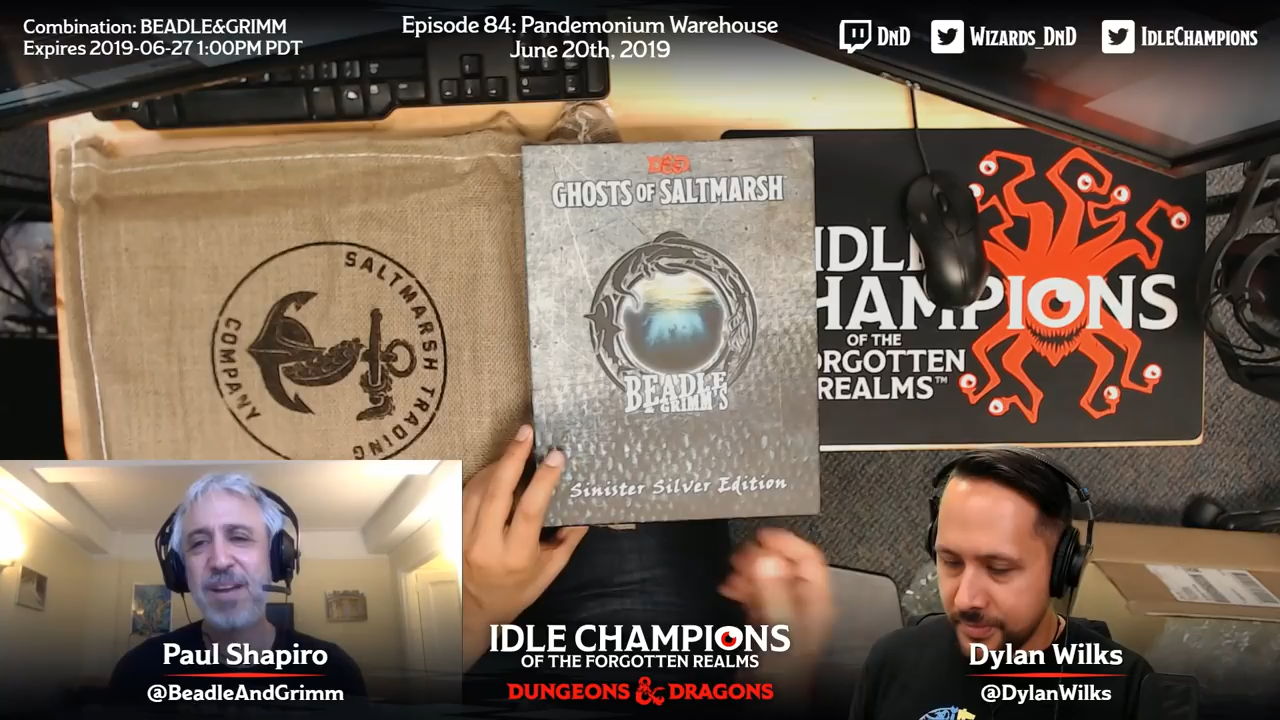 Combination: BEADLE&GRIMM
Expires 2019-06-27 1:00PM PDT
Episode 84: Pandemonium Warehouse
June 20th, 2019
DND
WIZARDS_DND
IDLECHAMPIONS
SALTMARSH TRADING
COMPANY
D&D
GHOSTS OF SALTMARSH
BEADLE
& GRIMM'S
Sinister Silver Edition
IDLE
CHAMPIONS
OF THE
FORGOTTEN
REALMS™
Paul Shapiro
@BeadleAndGrimm
IDLE CHAMPIONS
OF THE FORGOTTEN REALMS
DUNGEONS & DRAGONS
Dylan Wilks
@DylanWilks